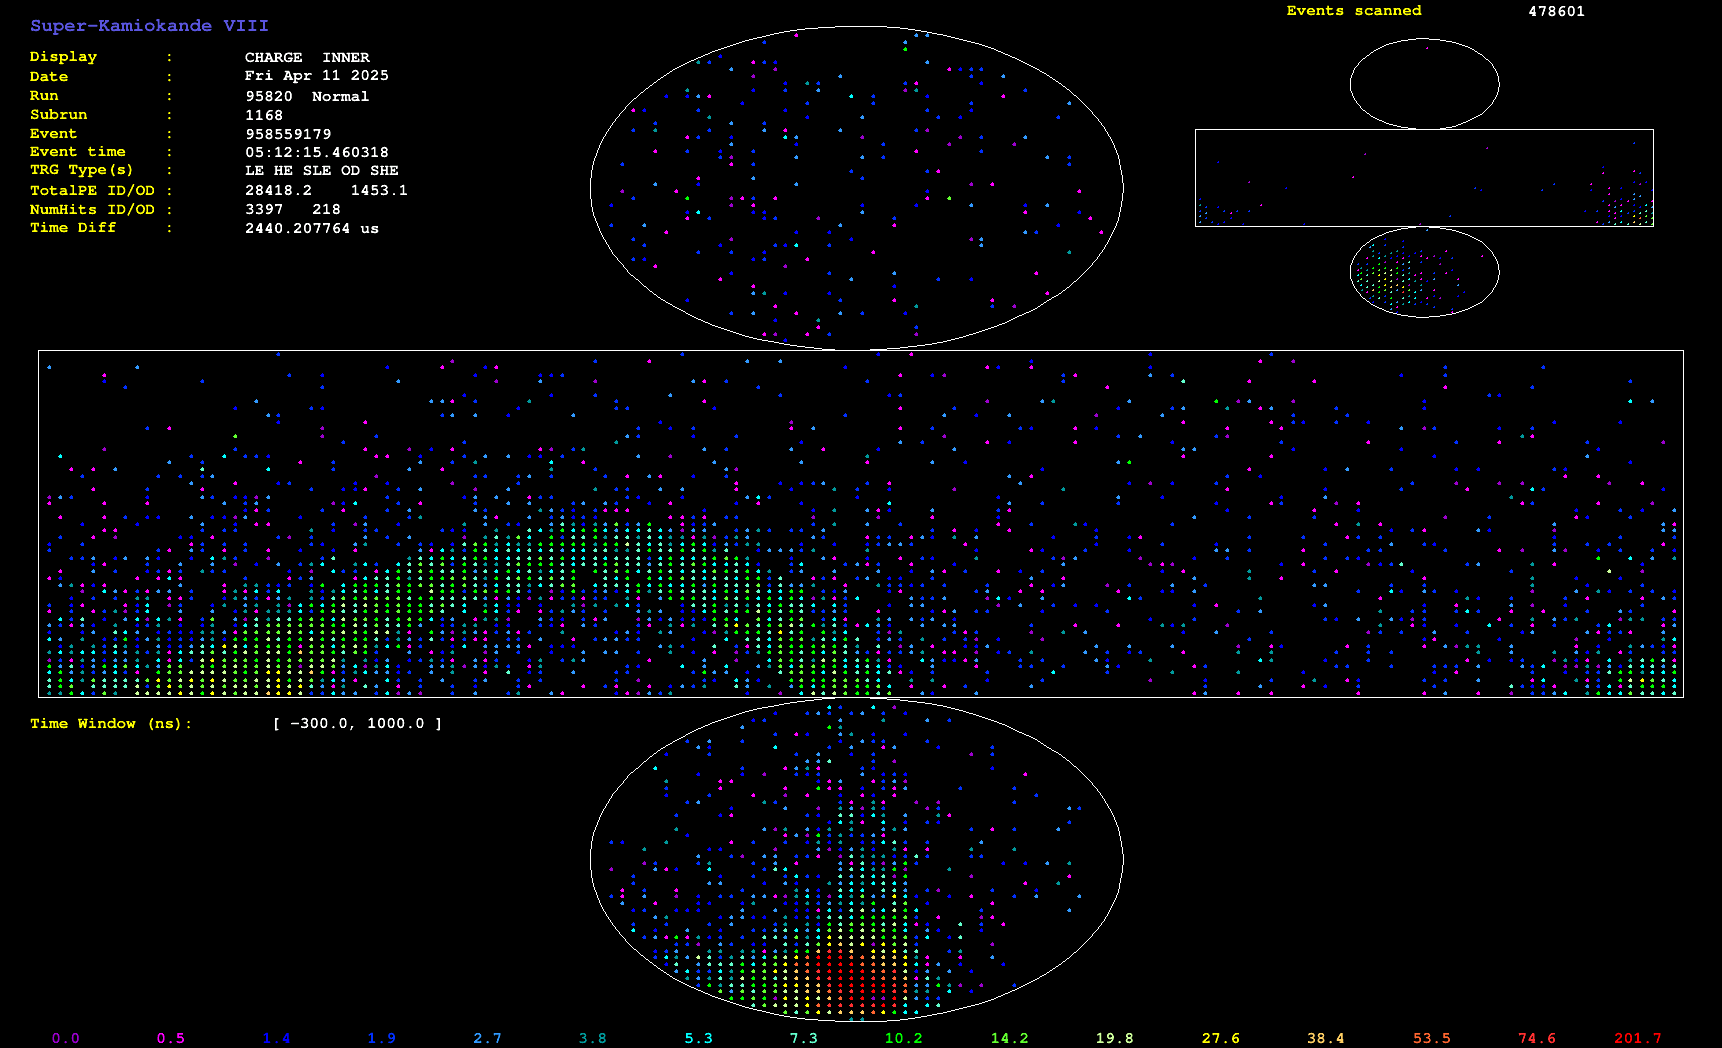 Super-Kamiokande VIII
Events scanned 478601
Display : CHARGE INNER
Date : Fri Apr 11 2025
Run : 95820 Normal
Subrun : 1168
Event : 958559179
Event time : 05:12:15.460318
TRG Type(s) : LE HE SLE OD SHE
TotalPE ID/OD : 28418.2 1453.1
NumHits ID/OD : 3397 218
Time Diff : 2440.207764 us
Time Window (ns): [ -300.0, 1000.0 ]
0.0 0.5 1.4 1.9 2.7 3.8 5.3 7.3 10.2 14.2 19.8 27.6 38.4 53.5 74.6 201.7